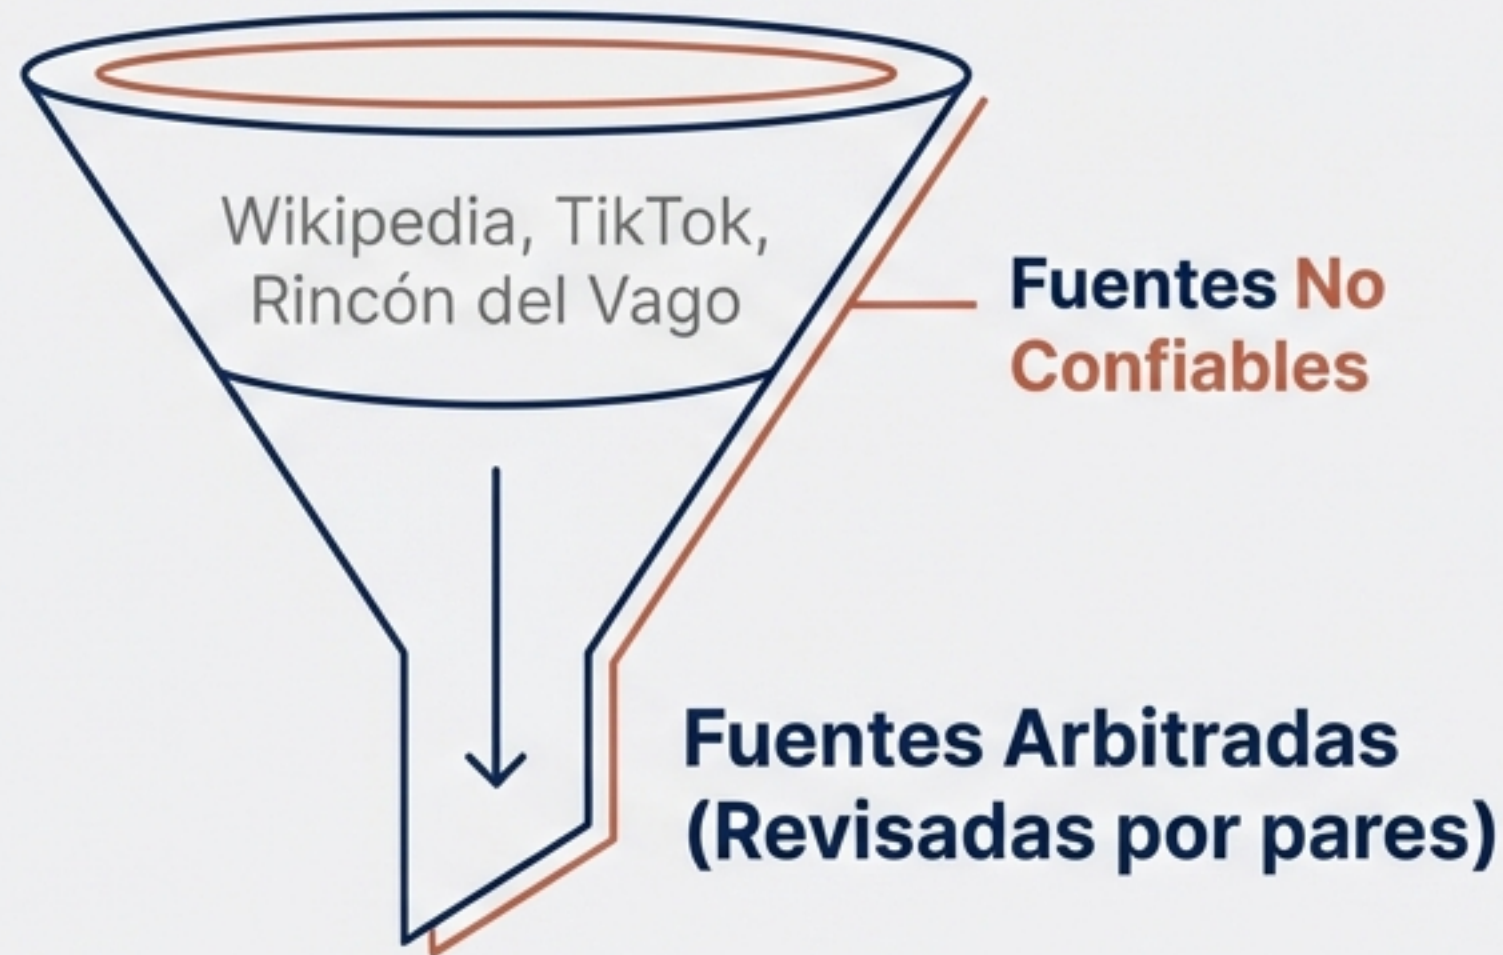 Wikipedia, TikTok,
Rincón del Vago
Fuentes No
Confiables
Fuentes Arbitradas
(Revisadas por pares)